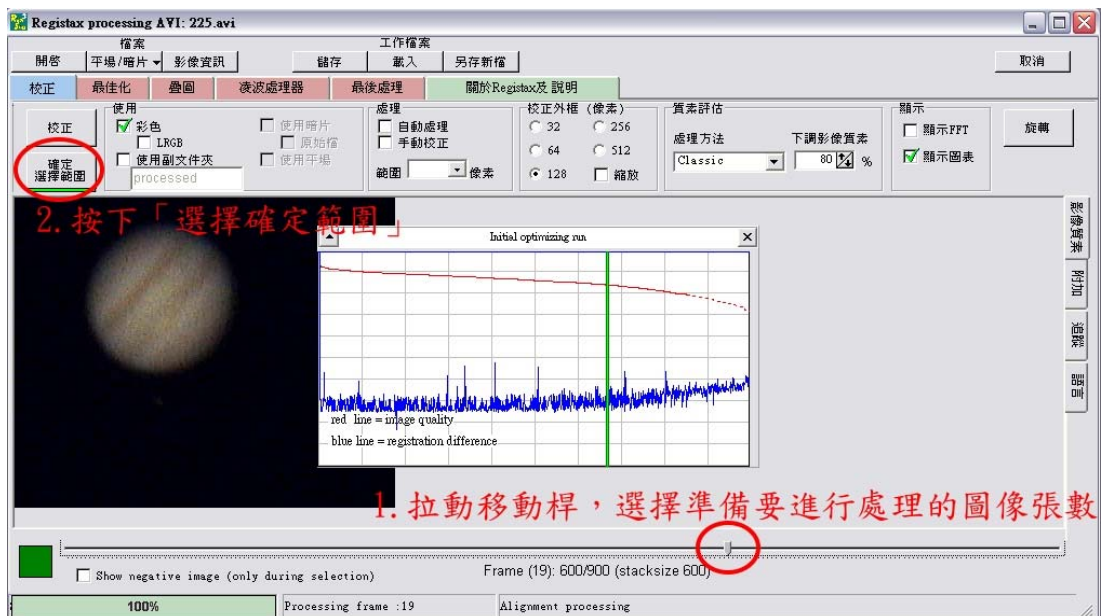 Registax processing AVI: 225.avi
檔案
工作檔案
開啓 平場/暗片 影像資訊 儲存 載入 另存新檔 取消
校正 最佳化 疊圖 凌波處理器 最後處理 關於Registax及 說明
校正
確定
選擇範圍
使用
彩色
LRGB
使用副文件夾
processed
使用暗片
原始檔
使用平場
處理
自動處理
手動校正
範圍 像素
校正外框 (像素)
32 256
64 512
128 縮放
質素評估
處理方法 下調影像質素
Classic 80 %
顯示
顯示FFT
顯示圖表
旋轉
2.按下「選擇確定範圍」
影像質素
附加
追蹤
語言
Initial optimizing run
red line = image quality
blue line = registration difference
1.拉動移動桿，選擇準備要進行處理的圖像張數
Show negative image (only during selection)
Frame (19): 600/900 (stacksize 600)
100% Processing frame :19 Alignment processing